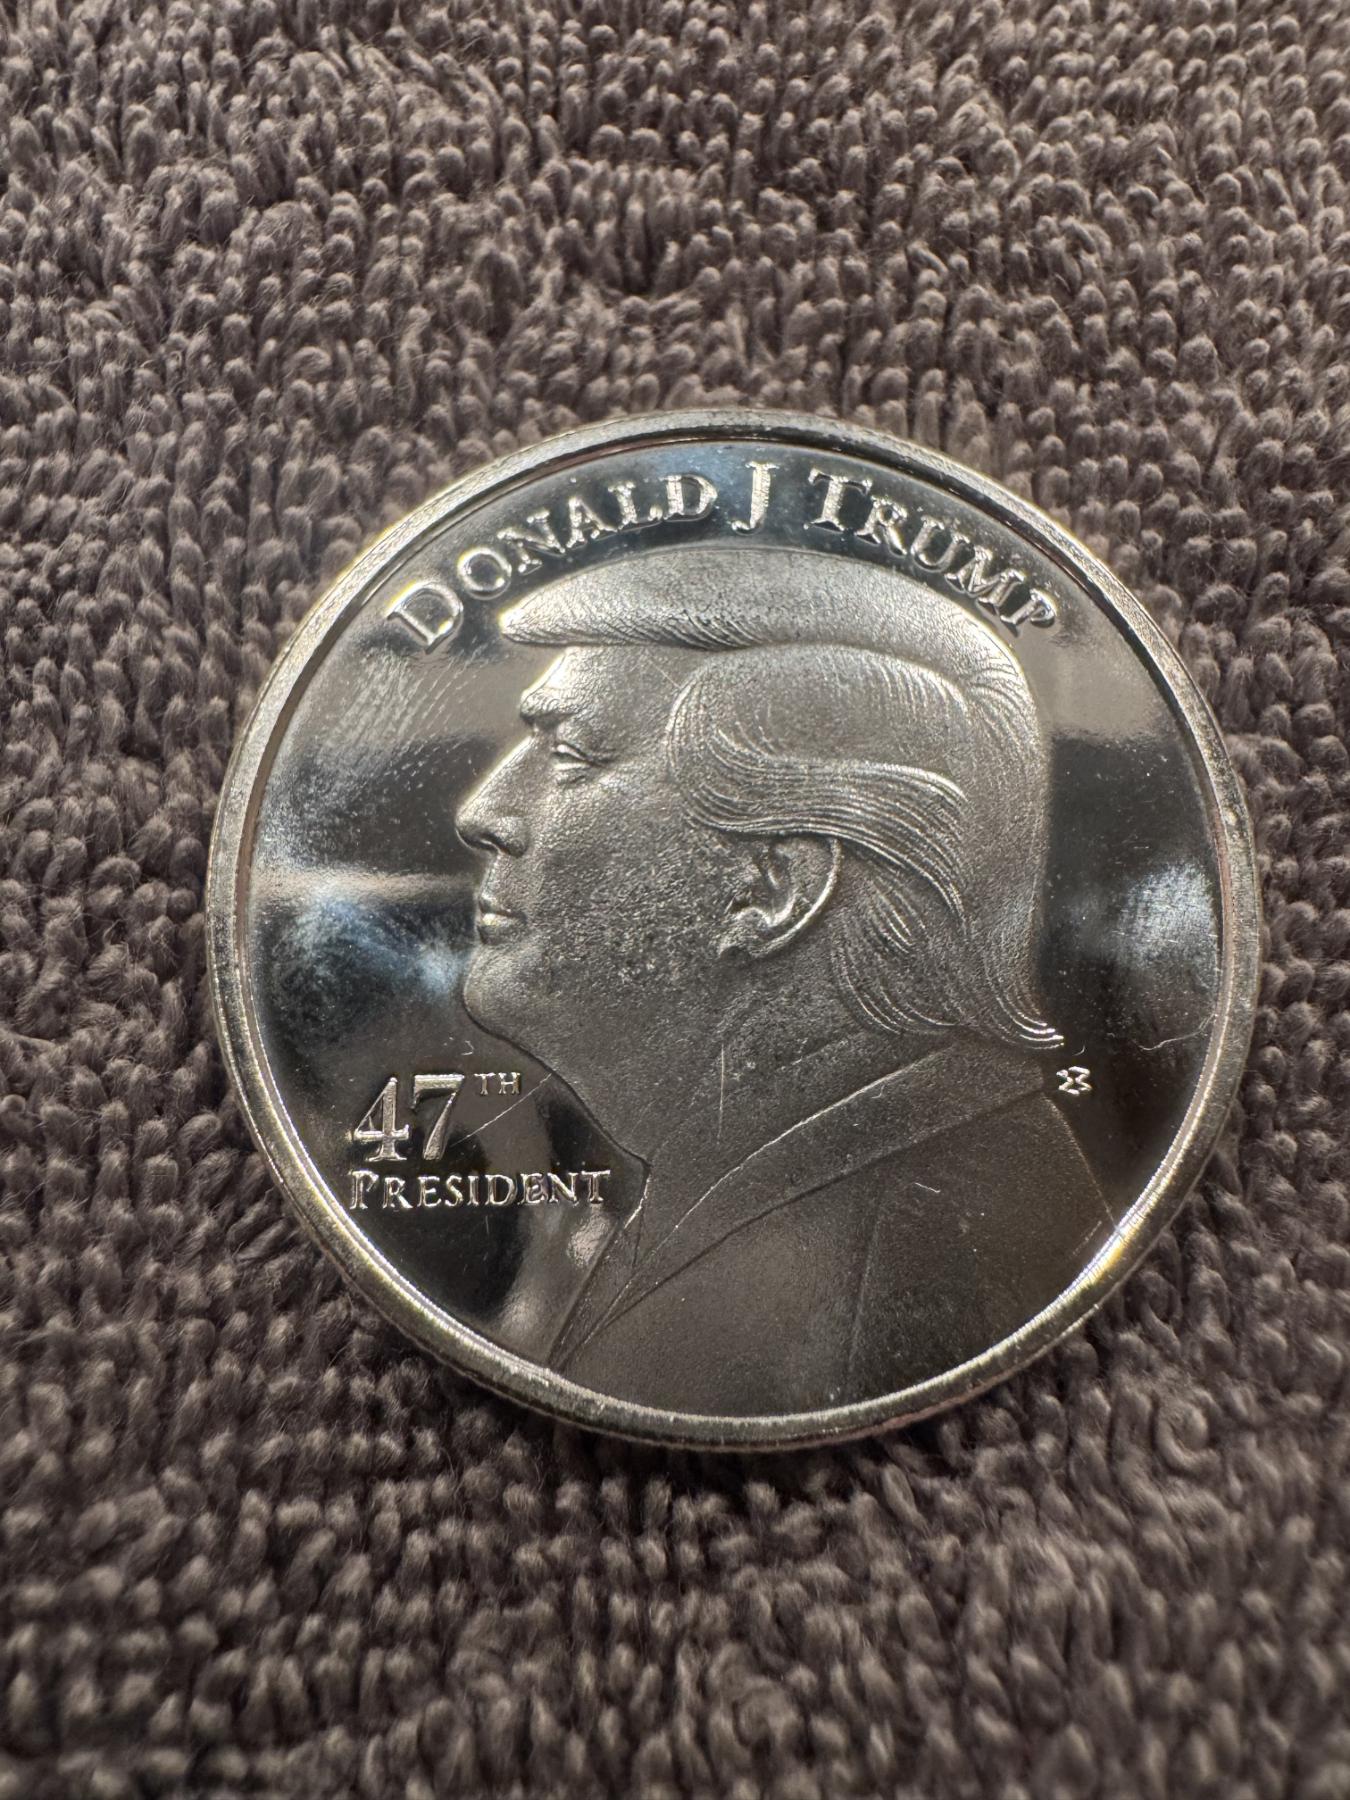 DONALD J TRUMP
47TH
PRESIDENT